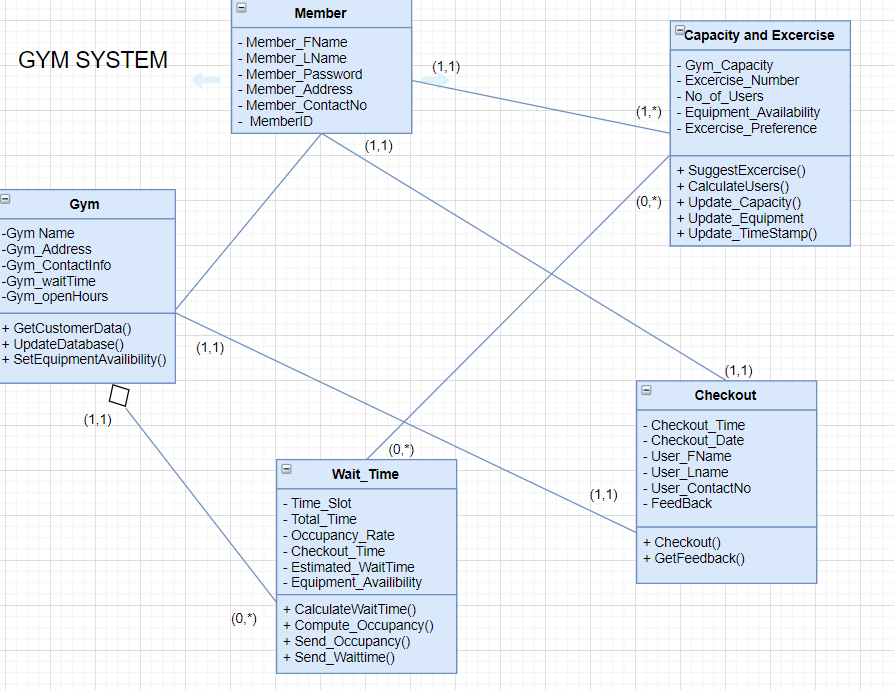 GYM SYSTEM
Member
- Member_FName
- Member_LName
- Member_Password
- Member_Address
- Member_ContactNo
- MemberID
(1,1)
(1,1)
Capacity and Excercise
- Gym_Capacity
- Excercise_Number
- No_of_Users
- Equipment_Availability
- Excercise_Preference
+ SuggestExcercise()
+ CalculateUsers()
+ Update_Capacity()
+ Update_Equipment
+ Update_TimeStamp()
(1,*)
(0,*)
Gym
-Gym Name
-Gym_Address
-Gym_ContactInfo
-Gym_waitTime
-Gym_openHours
+ GetCustomerData()
+ UpdateDatabase()
+ SetEquipmentAvailibility()
(1,1)
(1,1)
(1,1)
Checkout
- Checkout_Time
- Checkout_Date
- User_FName
- User_Lname
- User_ContactNo
- FeedBack
+ Checkout()
+ GetFeedback()
(1,1)
(0,*)
Wait_Time
- Time_Slot
- Total_Time
- Occupancy_Rate
- Checkout_Time
- Estimated_WaitTime
- Equipment_Availibility
+ CalculateWaitTime()
+ Compute_Occupancy()
+ Send_Occupancy()
+ Send_Waittime()
(0,*)